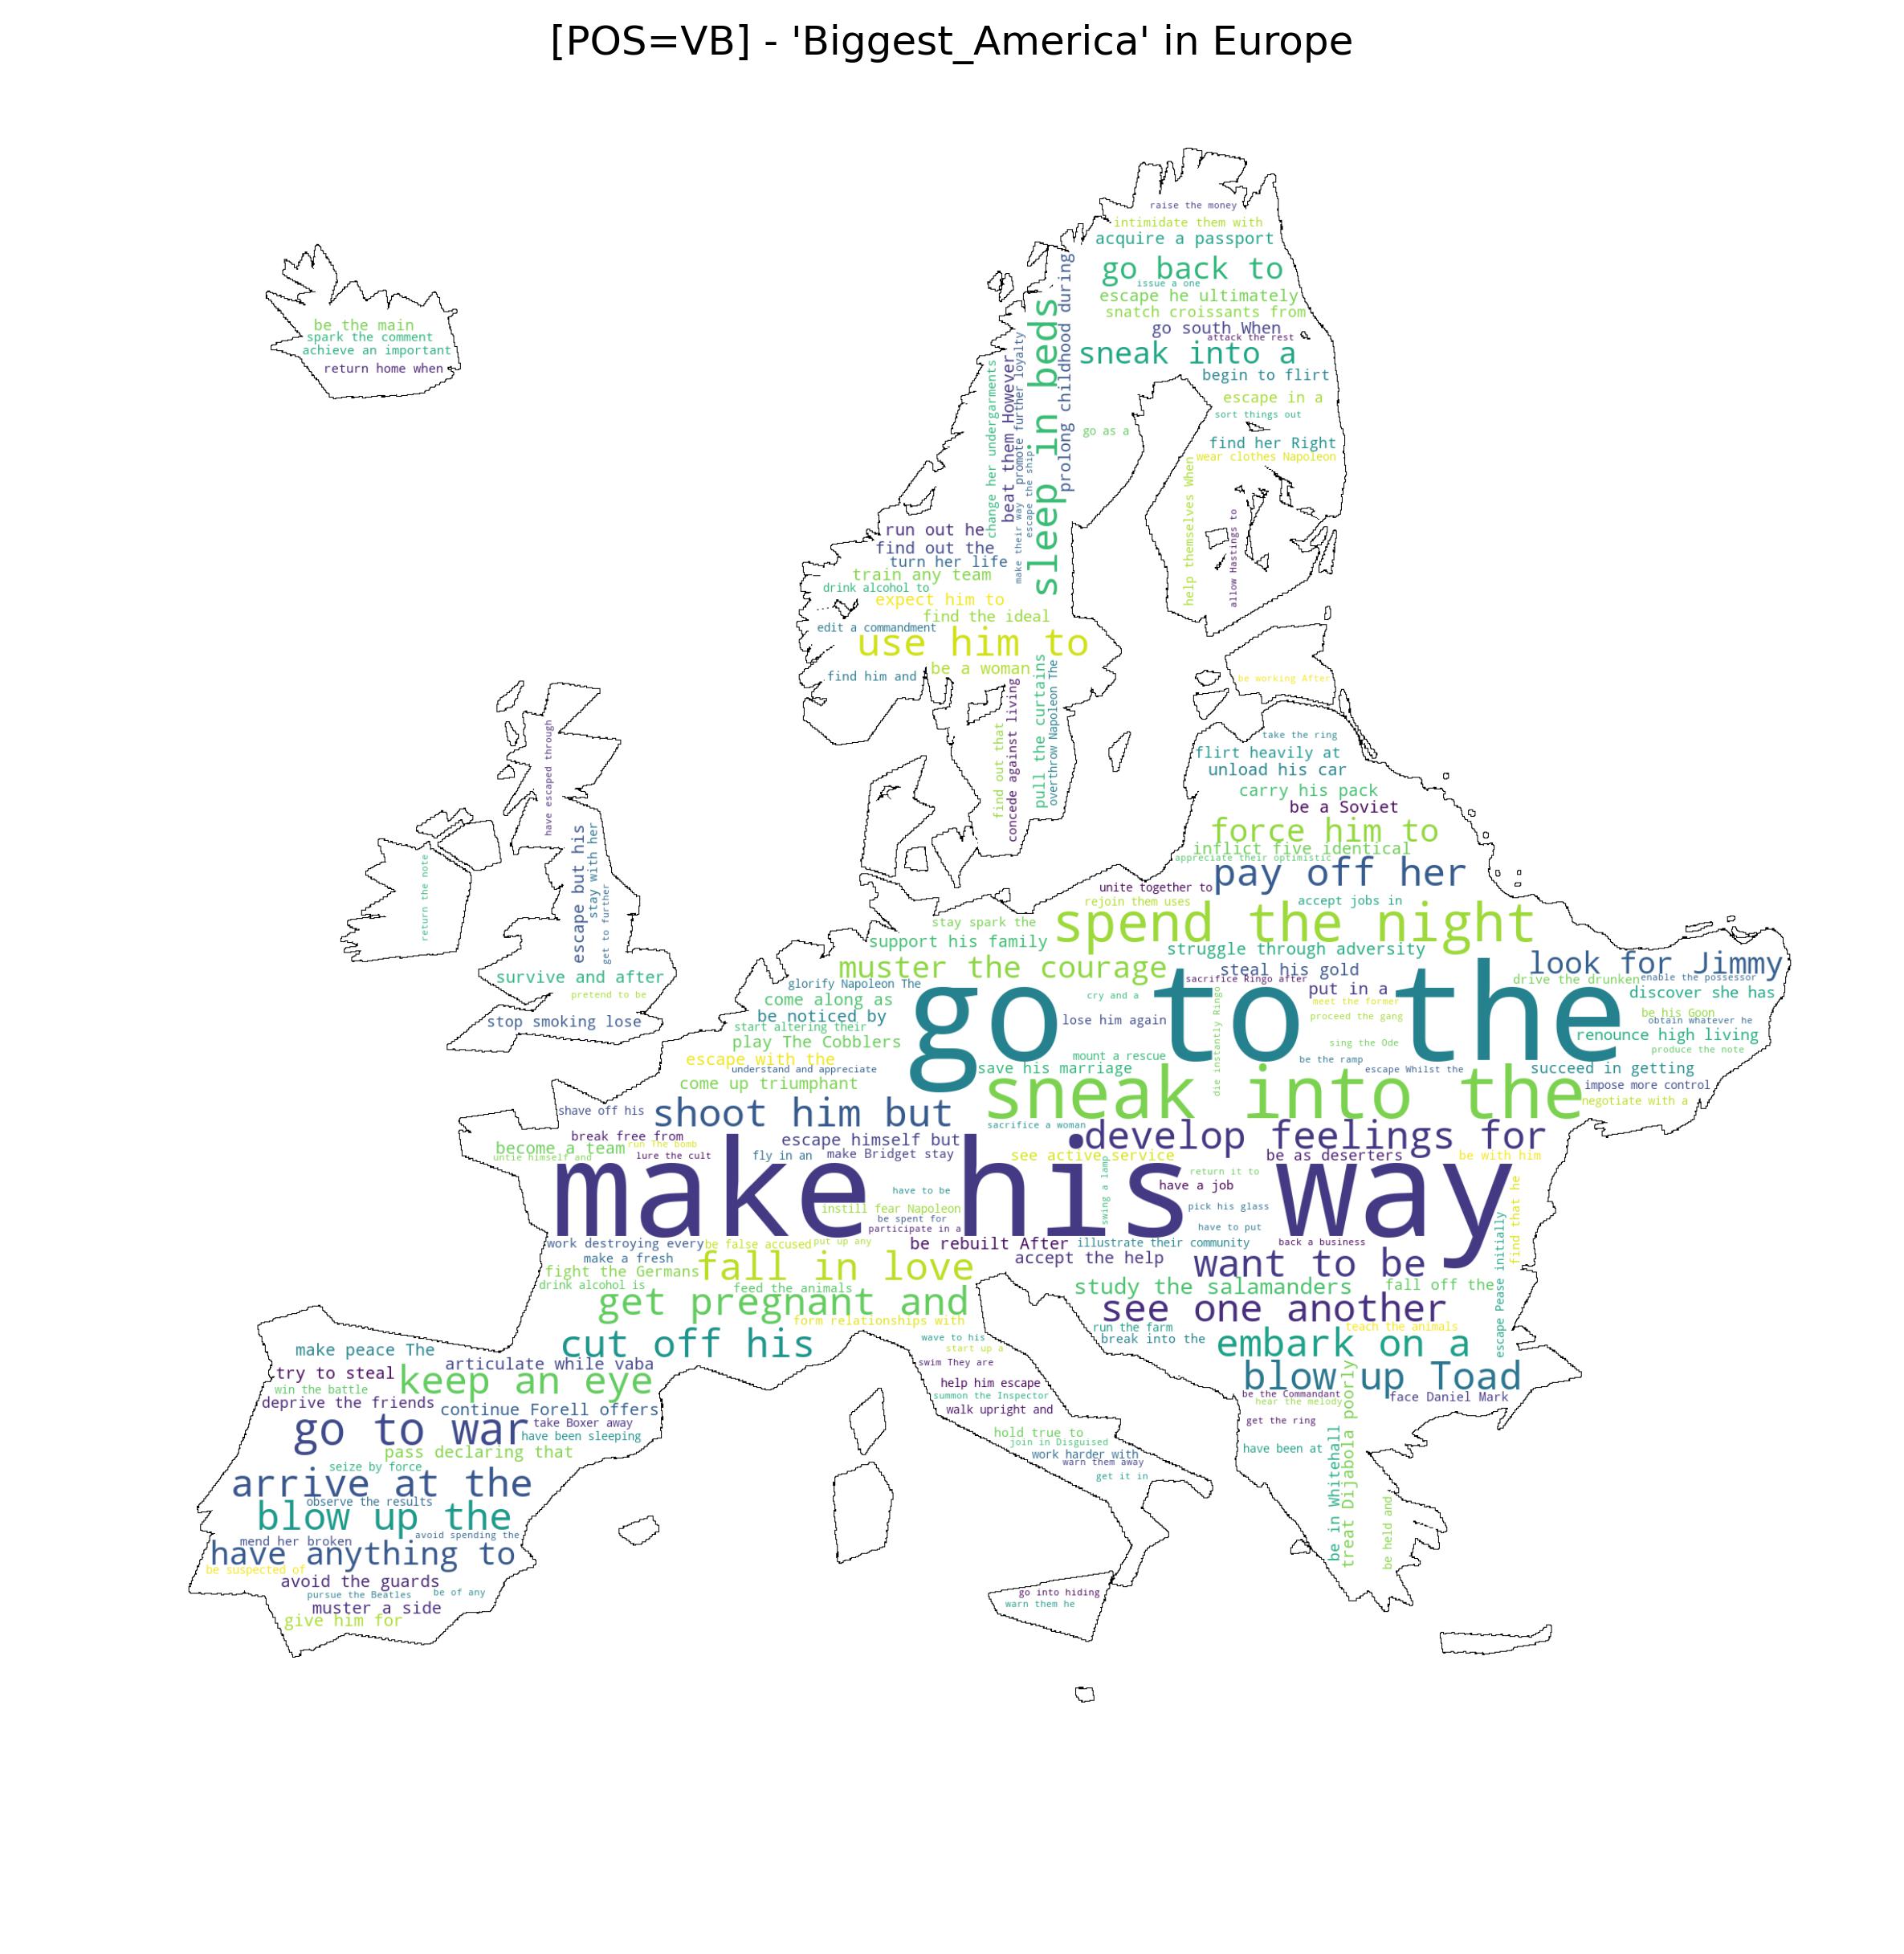 [POS=VB] - 'Biggest_America' in Europe
raise the money
intimidate them with
acquire a passport
go back to
issue a one
escape he ultimately
snatch croissants from
go south When
attack the rest
sneak into a
begin to flirt
escape in a
sort things out
go as a
find her Right
wear clothes Napoleon
help themselves When
allow Hastings to
prolong childhood during
sleep in beds
promote further loyalty
escape the ship
make their way
beat them However
change her undergarments
be the main
spark the comment
achieve an important
return home when
run out he
find out the
turn her life
train any team
drink alcohol to
expect him to
find the ideal
edit a commandment
use him to
be a woman
find him and
pull the curtains
overthrow Napoleon The
concede against living
find out that
be working After
have escaped through
escape but his
stay with her
get to further
return the note
survive and after
pretend to be
stop smoking lose
take the ring
flirt heavily at
unload his car
carry his pack
be a Soviet
force him to
inflict five identical
appreciate their optimistic
pay off her
unite together to
rejoin them uses
accept jobs in
stay spark the
spend the night
support his family
struggle through adversity
muster the courage
steal his gold
look for Jimmy
glorify Napoleon The
sacrifice Ringo after
drive the drunken
enable the possessor
put in a
discover she has
come along as
cry and a
meet the former
be noticed by
be his Goon
proceed the gang
obtain whatever he
start altering their
lose him again
go to the
die instantly Ringo
renounce high living
play The Cobblers
sing the Ode
produce the note
escape with the
mount a rescue
be the ramp
understand and appreciate
save his marriage
escape Whilst the
succeed in getting
come up triumphant
impose more control
sneak into the
negotiate with a
shave off his
shoot him but
sacrifice a woman
break free from
escape himself but
develop feelings for
become a team
run The bomb
untie himself and
lure the cult
fly in an
make Bridget stay
see active service
be as deserters
be with him
make his way
have to be
return it to
have a job
swing a lamp
instill fear Napoleon
be spent for
participate in a
pick his glass
have to put
find that he
work destroying every
be false accused
put up any
be rebuilt After
illustrate their community
back a business
make a fresh
accept the help
want to be
fight the Germans
fall in love
drink alcohol is
feed the animals
study the salamanders
fall off the
escape Pease initially
get pregnant and
see one another
form relationships with
run the farm
teach the animals
cut off his
wave to his
break into the
embark on a
start up a
make peace The
articulate while vaba
swim They are
try to steal
keep an eye
help him escape
blow up Toad
win the battle
summon the Inspector
be the Commandant
face Daniel Mark
deprive the friends
continue Forell offers
walk upright and
hear the melody
go to war
take Boxer away
get the ring
have been sleeping
hold true to
join in Disguised
have been at
pass declaring that
work harder with
warn them away
seize by force
get it in
arrive at the
be in Whitehall
treat Dijabola poorly
be held and
observe the results
blow up the
avoid spending the
mend her broken
have anything to
be suspected of
avoid the guards
pursue the Beatles
be of any
go into hiding
warn them he
muster a side
give him for